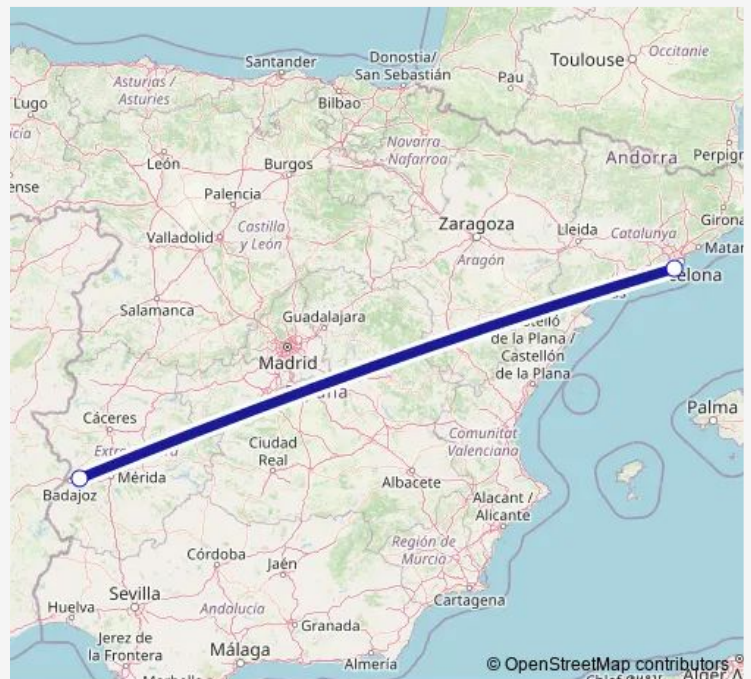 Santander
Donostia/
San Sebastián
Toulouse
Occitanie
Asturias /
Asturies
Pau
Lugo
Bilbao
León
Burgos
Navarra
- Nafarroa
Andorra
Palencia
Castilla
y León
Valladolid
Zaragoza
Aragón
Lleida
Catalunya
Salamanca
Guadalajara
Madrid
de la Plana /
Castellón
de la Plana
Palma
Cáceres
Ciudad
Real
Comunitat
Valenciana
Badajoz
Mérida
Albacete
Alacant /
Alicante
Córdoba
Jaén
Región de
Murcia
Sevilla
Huelva
Andalucía
Cartagena
Granada
Jerez de
la Frontera
Málaga
Almería
© OpenStreetMap contributors